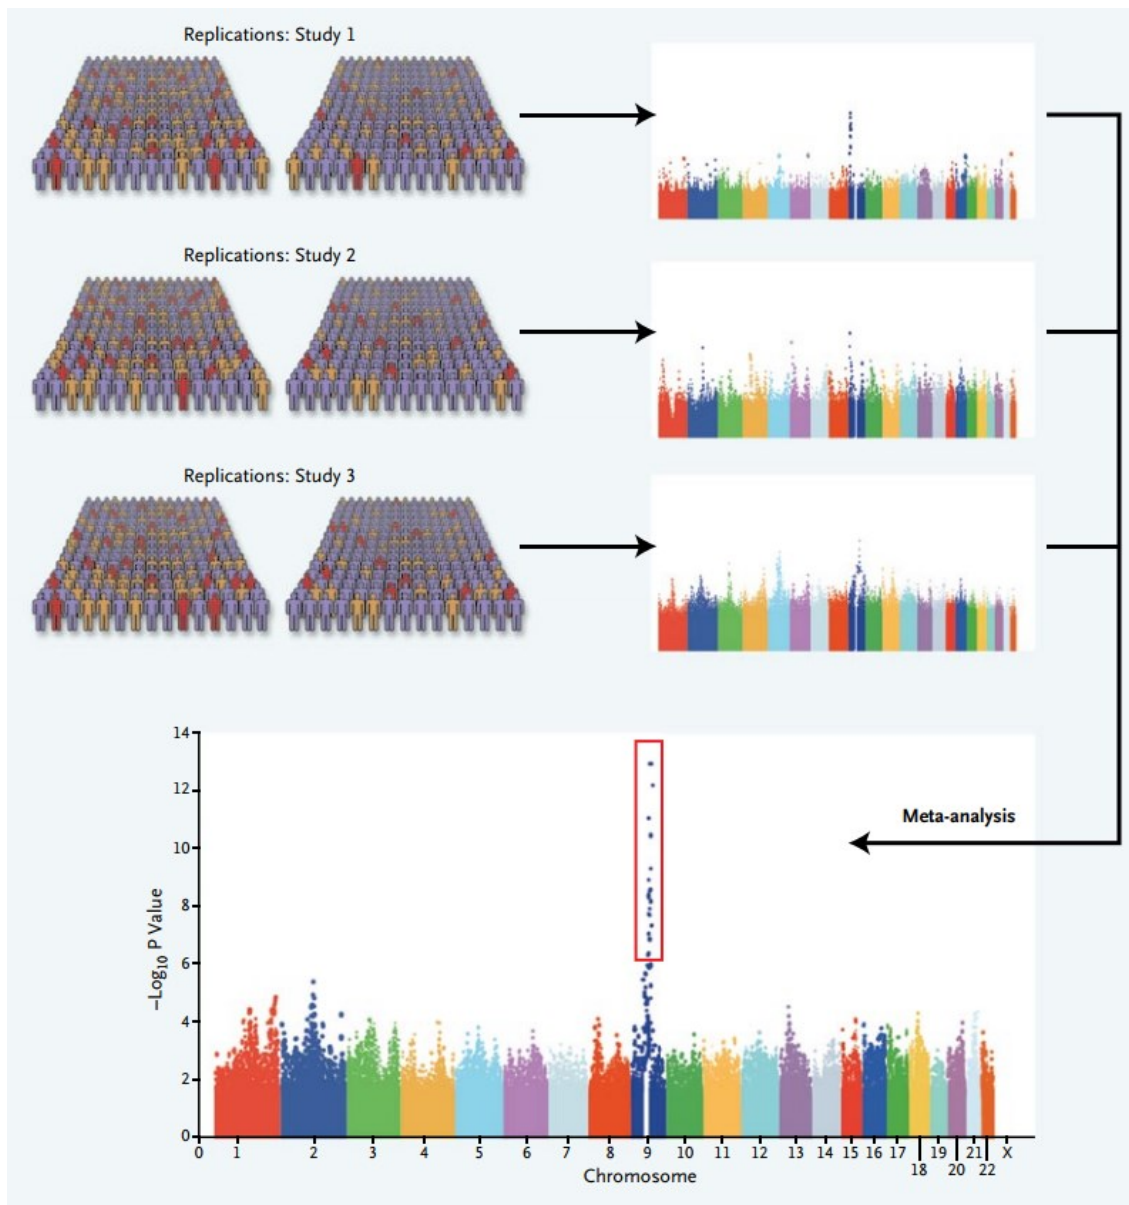 Replications: Study 1
Replications: Study 2
Replications: Study 3
Meta-analysis
–Log10 P Value
14
12
10
8
6
4
2
0
0 1 2 3 4 5 6 7 8 9 10 11 12 13 14 15 16 17 18 19 20 21 22 X
Chromosome